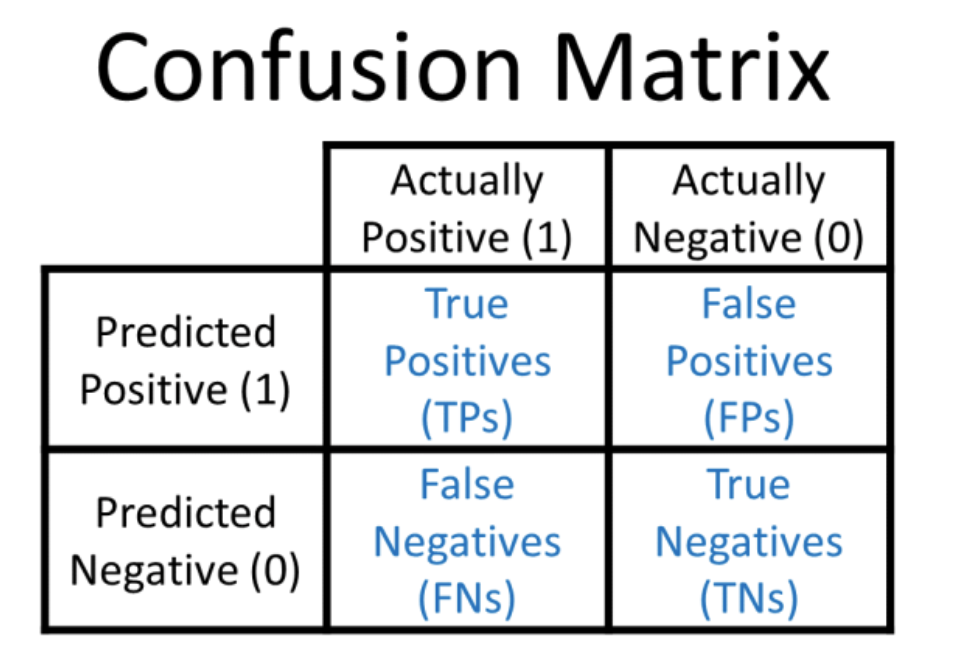 Confusion Matrix
Actually
Positive (1)
Actually
Negative (0)
Predicted
Positive (1)
True
Positives
(TPs)
False
Positives
(FPs)
Predicted
Negative (0)
False
Negatives
(FNs)
True
Negatives
(TNs)